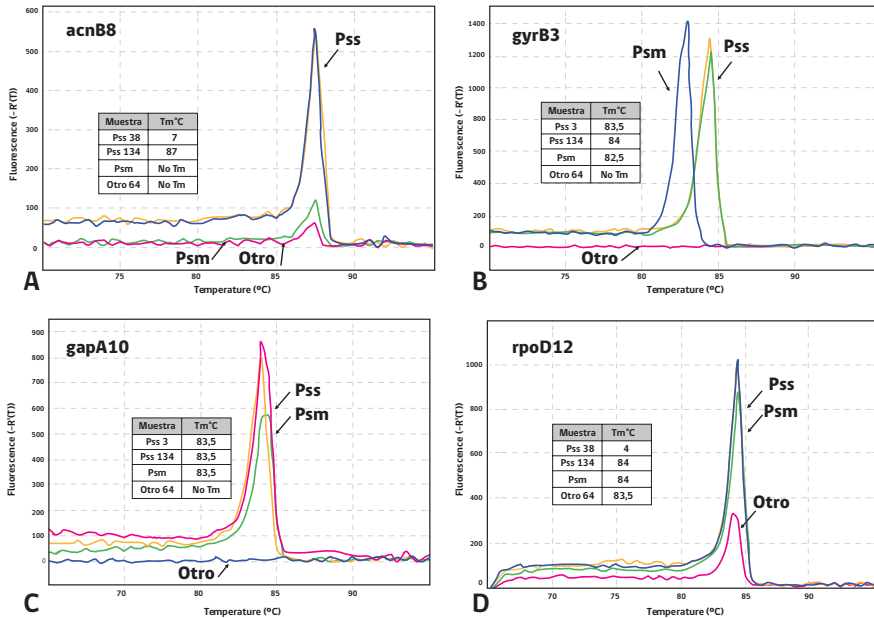 acnB8
Fluorescence (-R'(T))
600
500
400
300
200
100
0
Pss
Muestra Tm°C
Pss 38 7
Pss 134 87
Psm No Tm
Otro 64 No Tm
Psm Otro
75 80 85 90
Temperature (ºC)
A
gyrB3
Fluorescence (-R'(T))
1400
1200
1000
800
600
400
200
0
Psm Pss
Muestra Tm°C
Pss 3 83,5
Pss 134 84
Psm 82,5
Otro 64 No Tm
Otro
75 80 85 90
Temperature (ºC)
B
gapA10
Fluorescence (-R'(T))
900
800
700
600
500
400
300
200
100
0
Pss
Psm
Muestra Tm°C
Pss 3 83,5
Pss 134 83,5
Psm 83,5
Otro 64 No Tm
Otro
70 80 85 90
Temperature (ºC)
C
rpoD12
Fluorescence (-R'(T))
1000
800
600
400
200
0
Pss
Psm
Muestra Tm°C
Pss 38 4
Pss 134 84
Psm 84
Otro 64 83,5
Otro
70 75 80 85 90
Temperature (ºC)
D